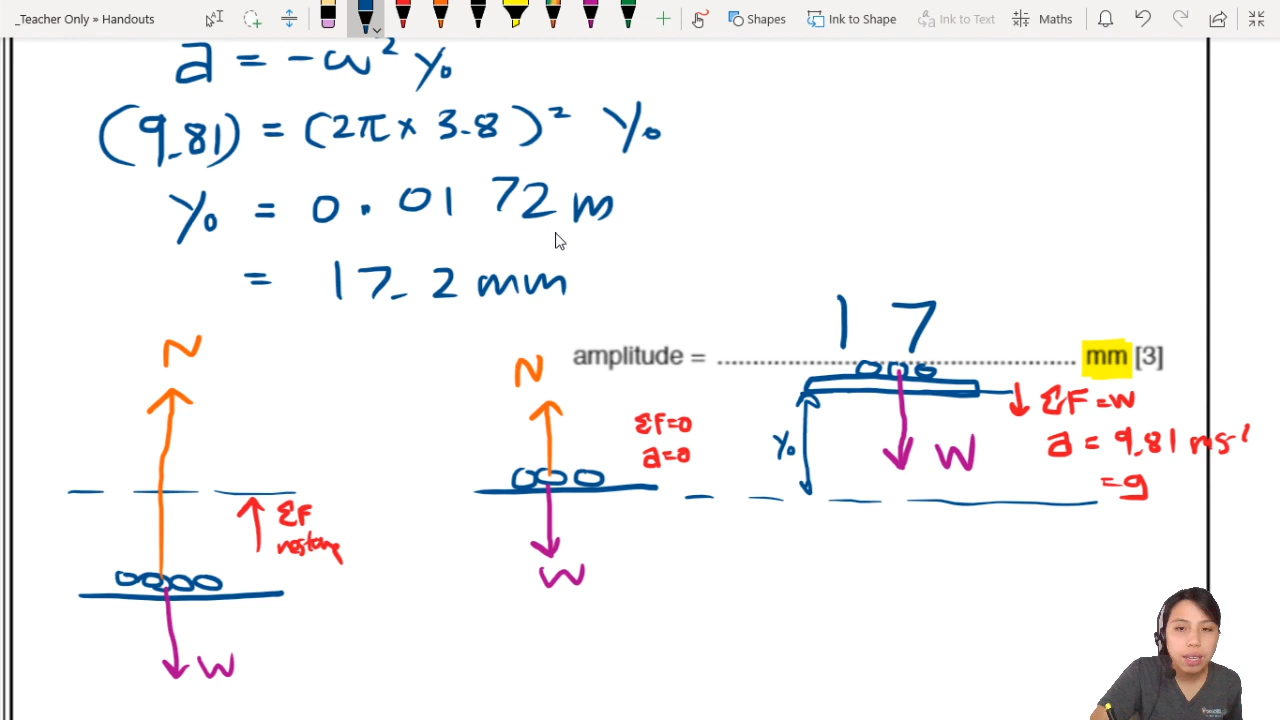 _Teacher Only » Handouts
Shapes
Ink to Shape
Ink to Text
Maths
a = -ω² y₀
(9.81) = (2π × 3.8)² y₀
y₀ = 0.0172 m
= 17.2 mm
17
amplitude = ........................................................ mm [3]
N
ΣF
W
N
ΣF=0
a=0
W
y₀
W
ΣF = W
a = 9.81 ms⁻²
= g